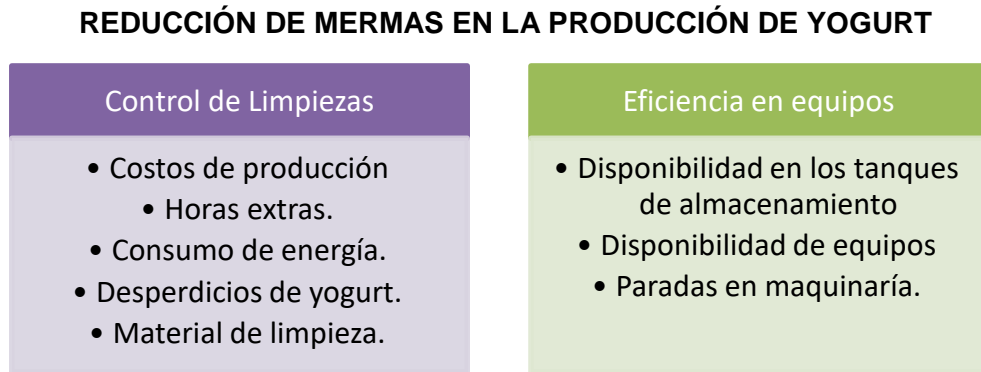 REDUCCIÓN DE MERMAS EN LA PRODUCCIÓN DE YOGURT
Control de Limpiezas
• Costos de producción
• Horas extras.
• Consumo de energía.
• Desperdicios de yogurt.
• Material de limpieza.
Eficiencia en equipos
• Disponibilidad en los tanques
de almacenamiento
• Disponibilidad de equipos
• Paradas en maquinaría.